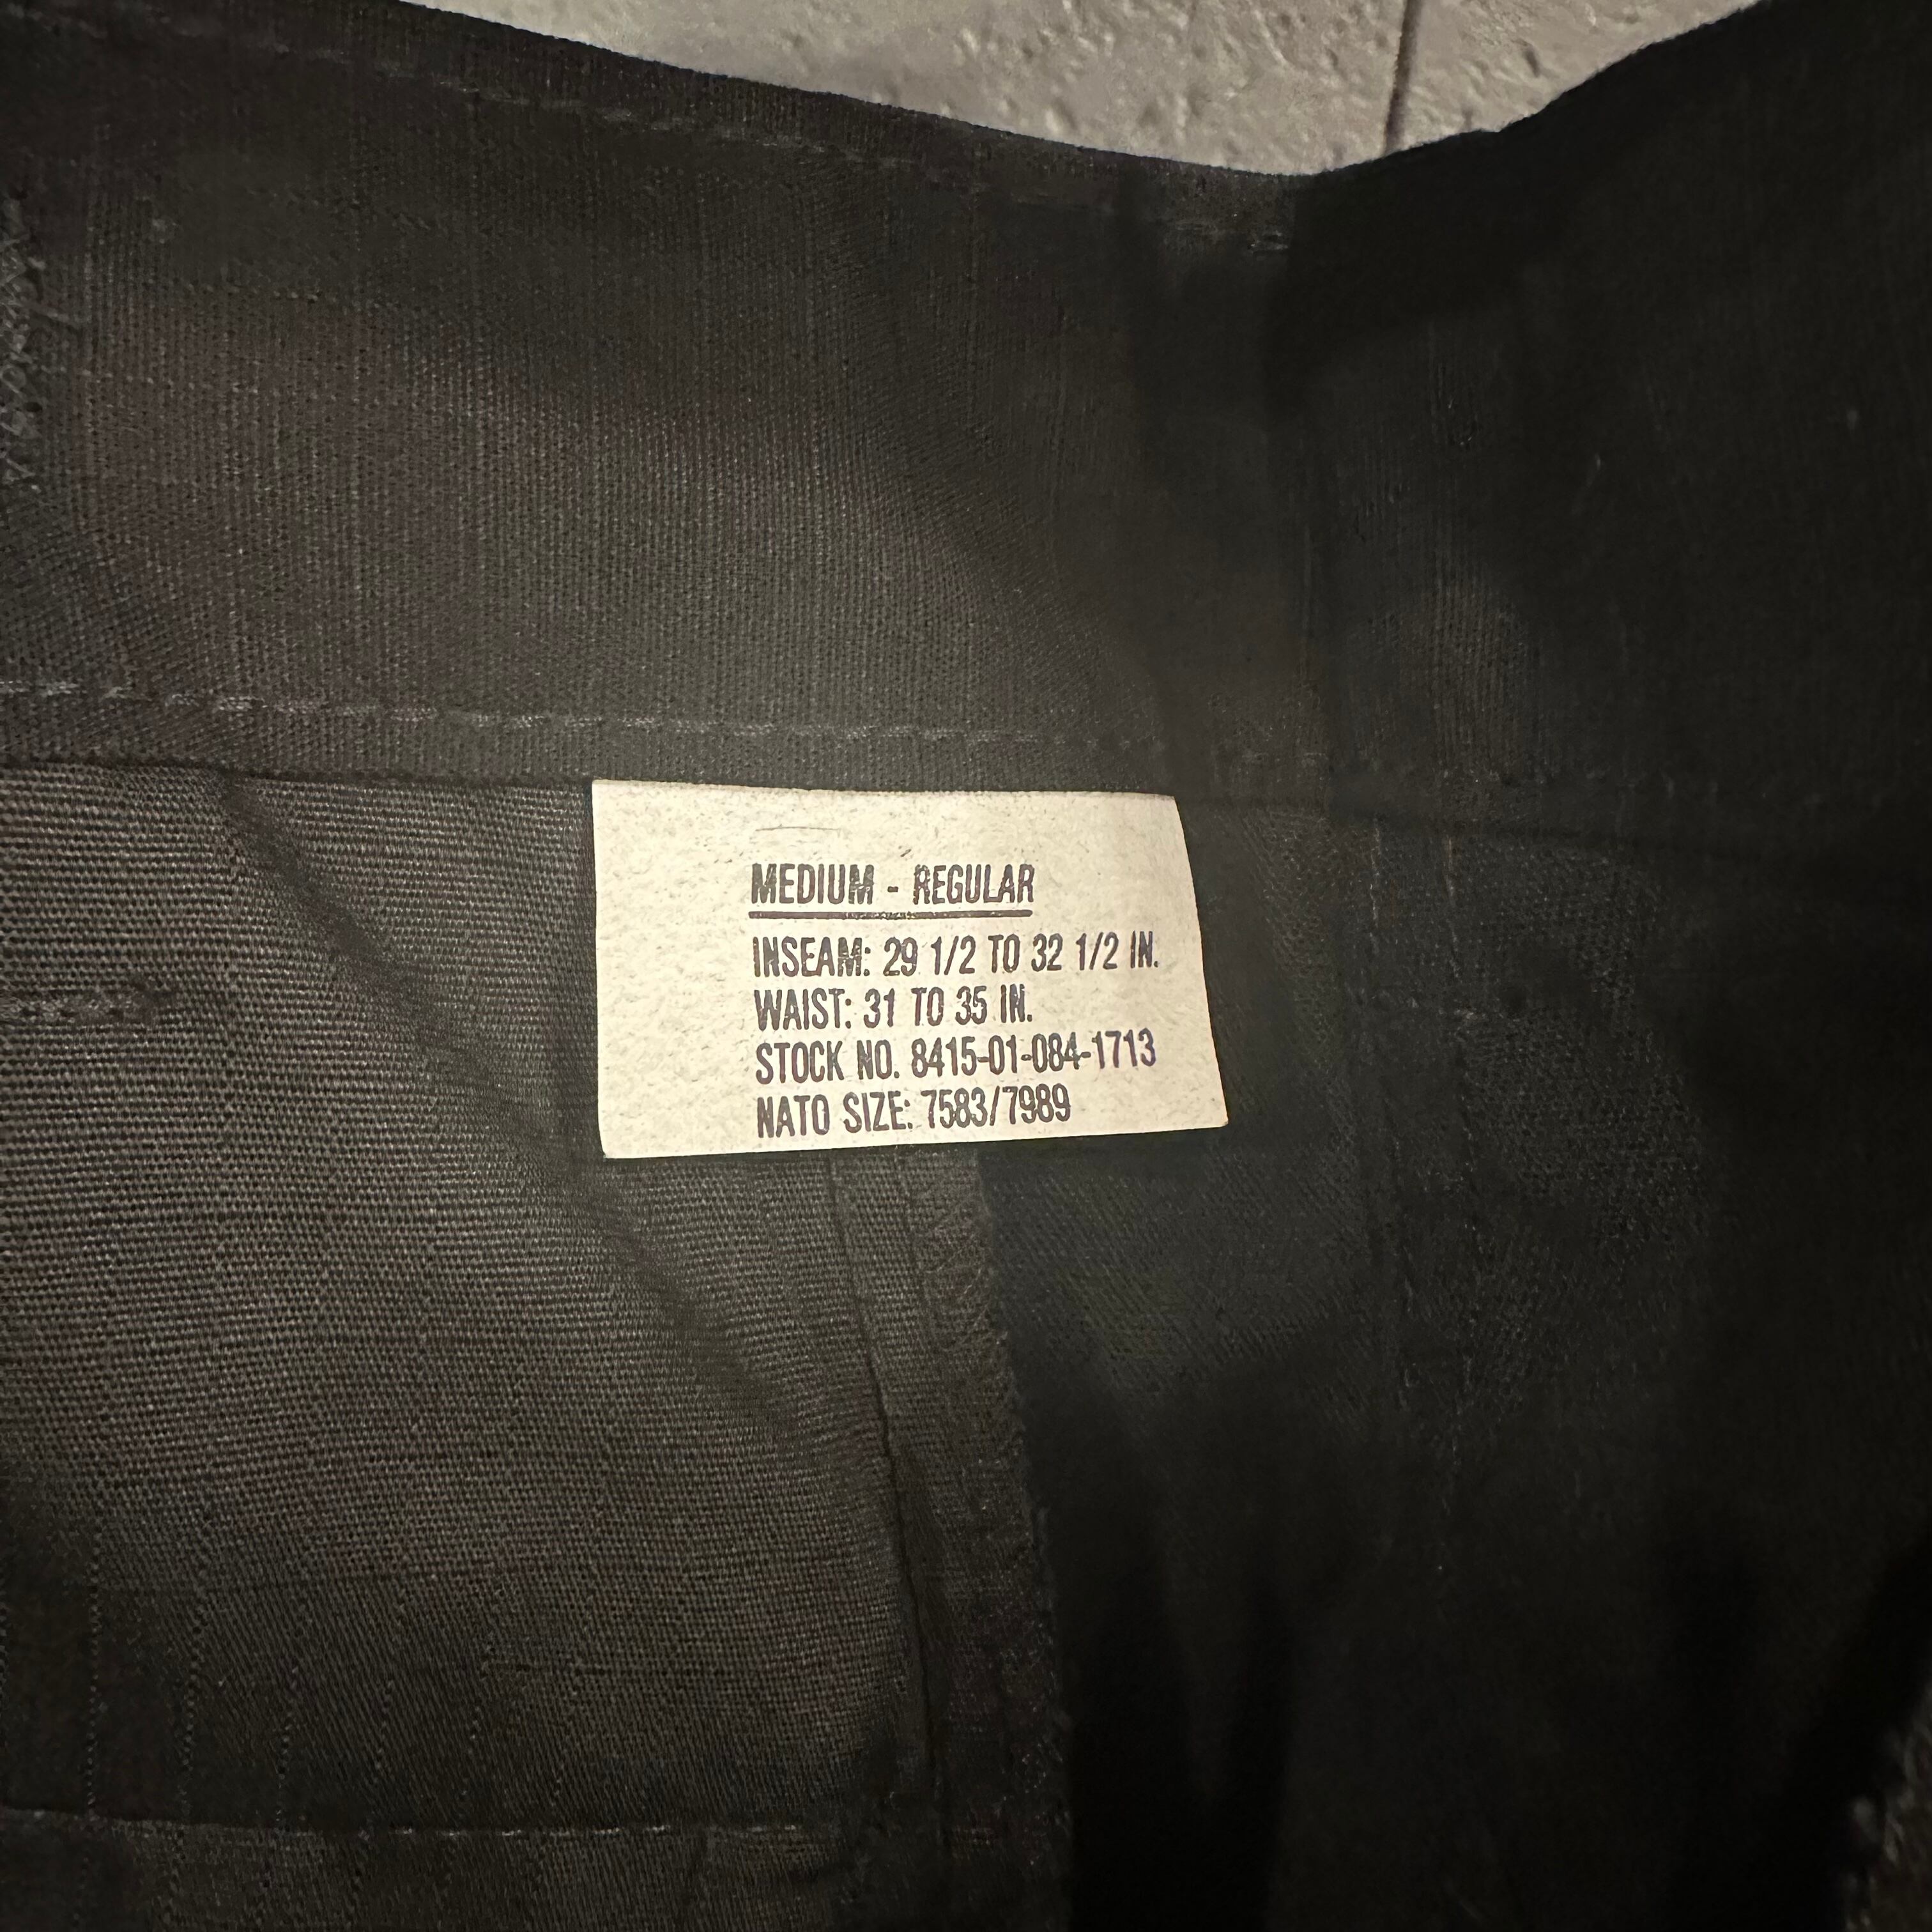 MEDIUM - REGULAR
INSEAM: 29 1/2 TO 32 1/2 IN.
WAIST: 31 TO 35 IN.
STOCK NO. 8415-01-084-1713
NATO SIZE: 7583/7989